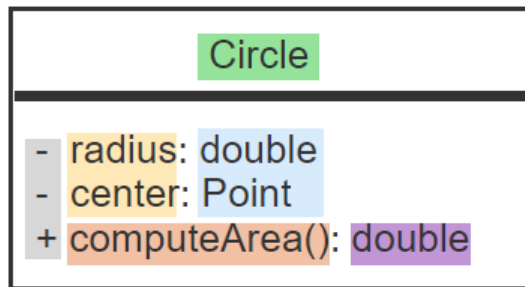 Circle
- radius: double
- center: Point
+ computeArea(): double